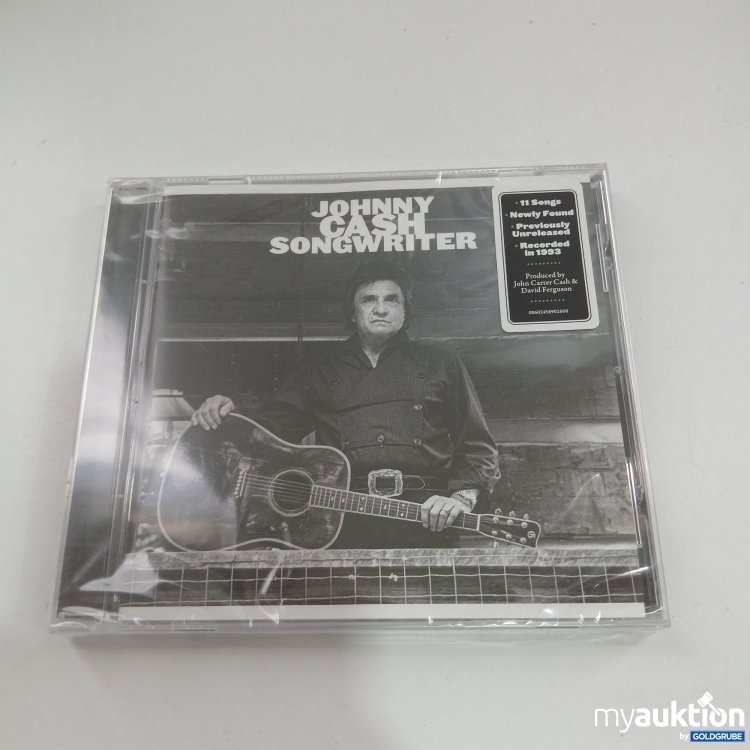 JOHNNY
CASH
SONGWRITER
· 11 Songs
· Newly Found
· Previously
Unreleased
· Recorded
in 1993
Produced by
John Carter Cash &
David Ferguson
00602458902600
myauktion
by GOLDGRUBE